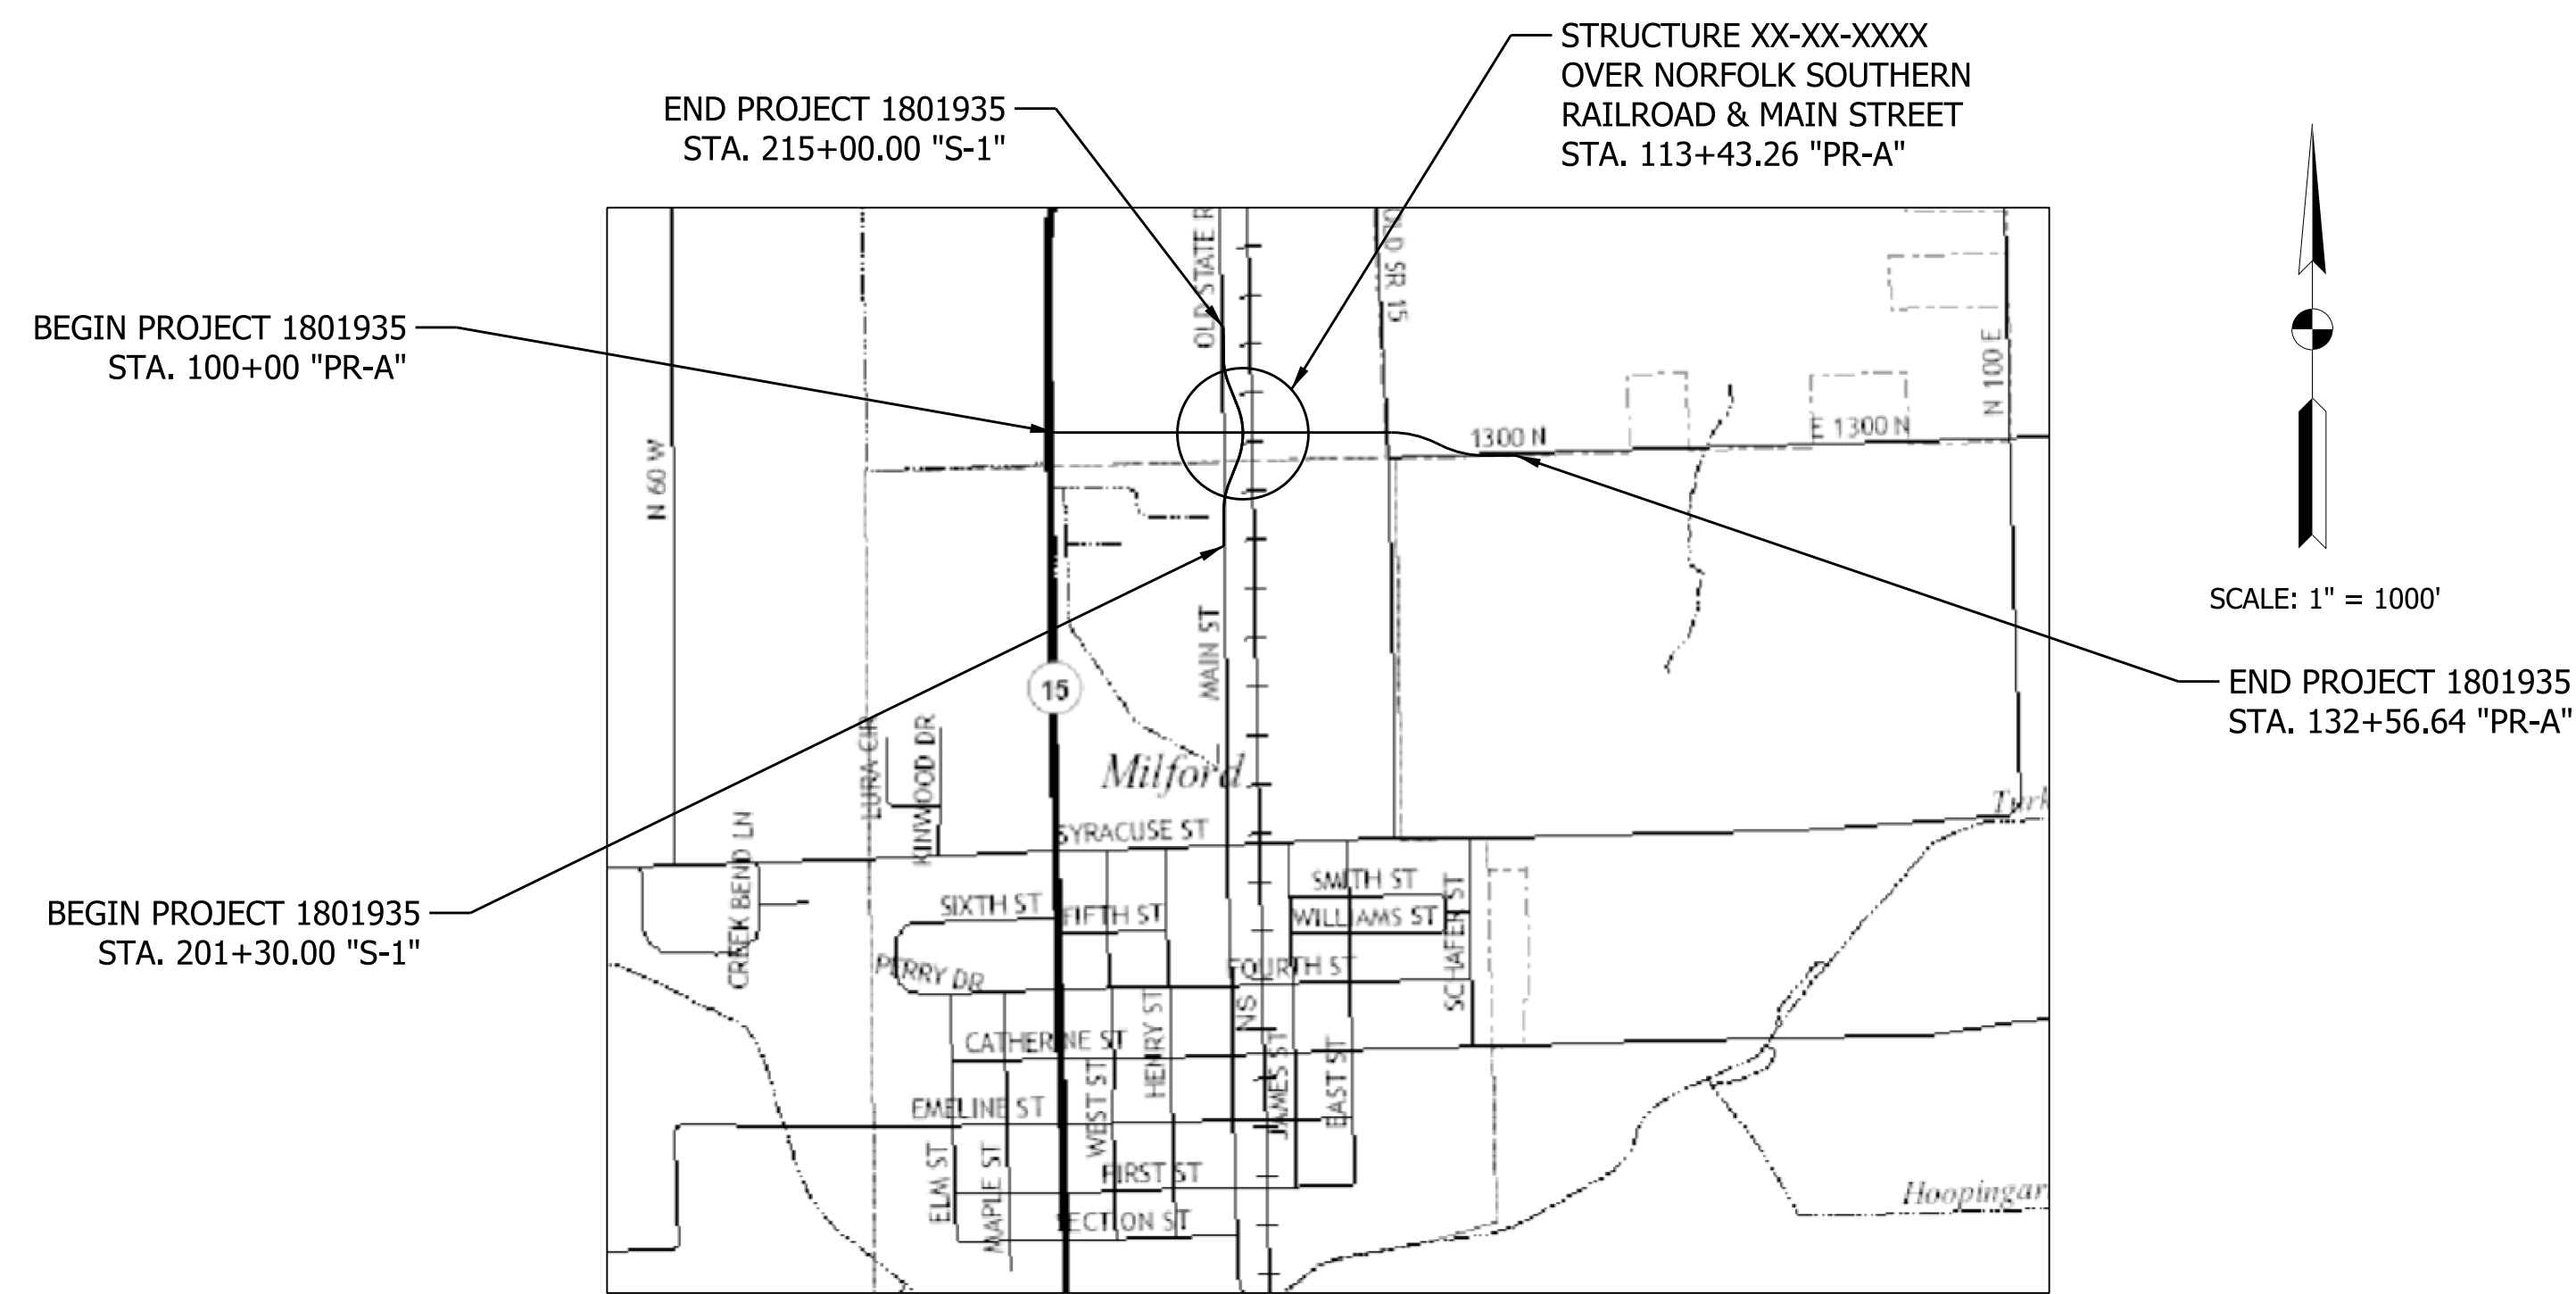 STRUCTURE XX-XX-XXXX
OVER NORFOLK SOUTHERN
RAILROAD & MAIN STREET
STA. 113+43.26 "PR-A"
END PROJECT 1801935
STA. 215+00.00 "S-1"
BEGIN PROJECT 1801935
STA. 100+00 "PR-A"
OLD STATE R
OLD SR 15
N 100 E
1300 N
E 1300 N
N 60 W
SCALE: 1" = 1000'
END PROJECT 1801935
STA. 132+56.64 "PR-A"
MAIN ST
15
Milford
LURA CIR
KINWOOD DR
SYRACUSE ST
Turk
CREEK BEND LN
BEGIN PROJECT 1801935
STA. 201+30.00 "S-1"
SIXTH ST
FIFTH ST
SMITH ST
WILLIAMS ST
SCHAFER ST
PERRY DR
FOURTH ST
NS
HENRY ST
CATHERINE ST
JAMES ST
EAST ST
WEST ST
EMELINE ST
ELM ST
MAPLE ST
FIRST ST
SECTION ST
Hoopingar